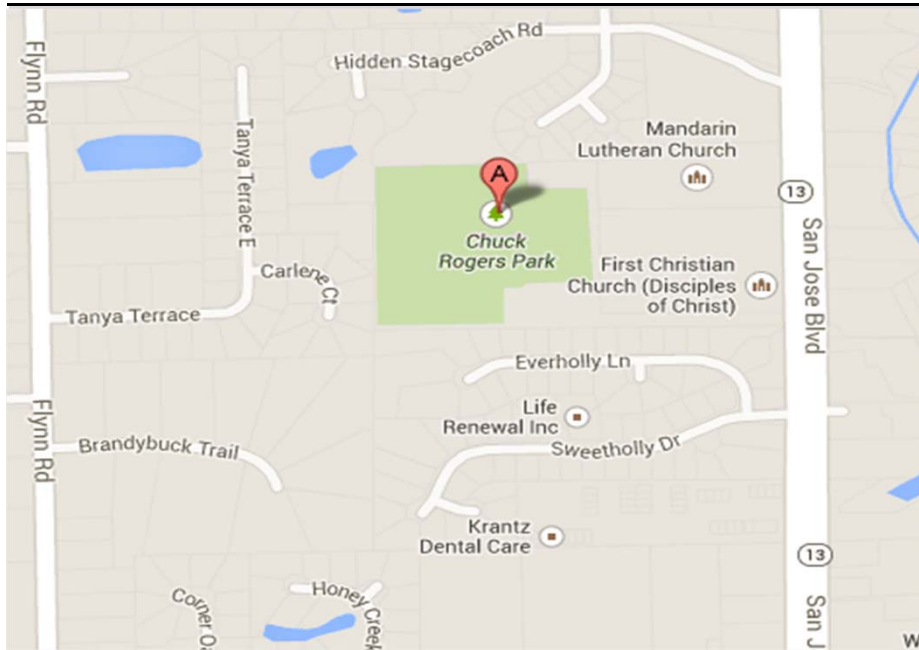 Flynn Rd
Hidden Stagecoach Rd
Mandarin
Lutheran Church
Tanya Terrace E
A
13
Chuck
Rogers Park
San Jose Blvd
Carlene Ct
First Christian
Church (Disciples
of Christ)
Tanya Terrace
Everholly Ln
Flynn Rd
Life
Renewal Inc
Brandybuck Trail
Sweetholly Dr
Krantz
Dental Care
13
Corner Oa
Honey Creek
San J
W